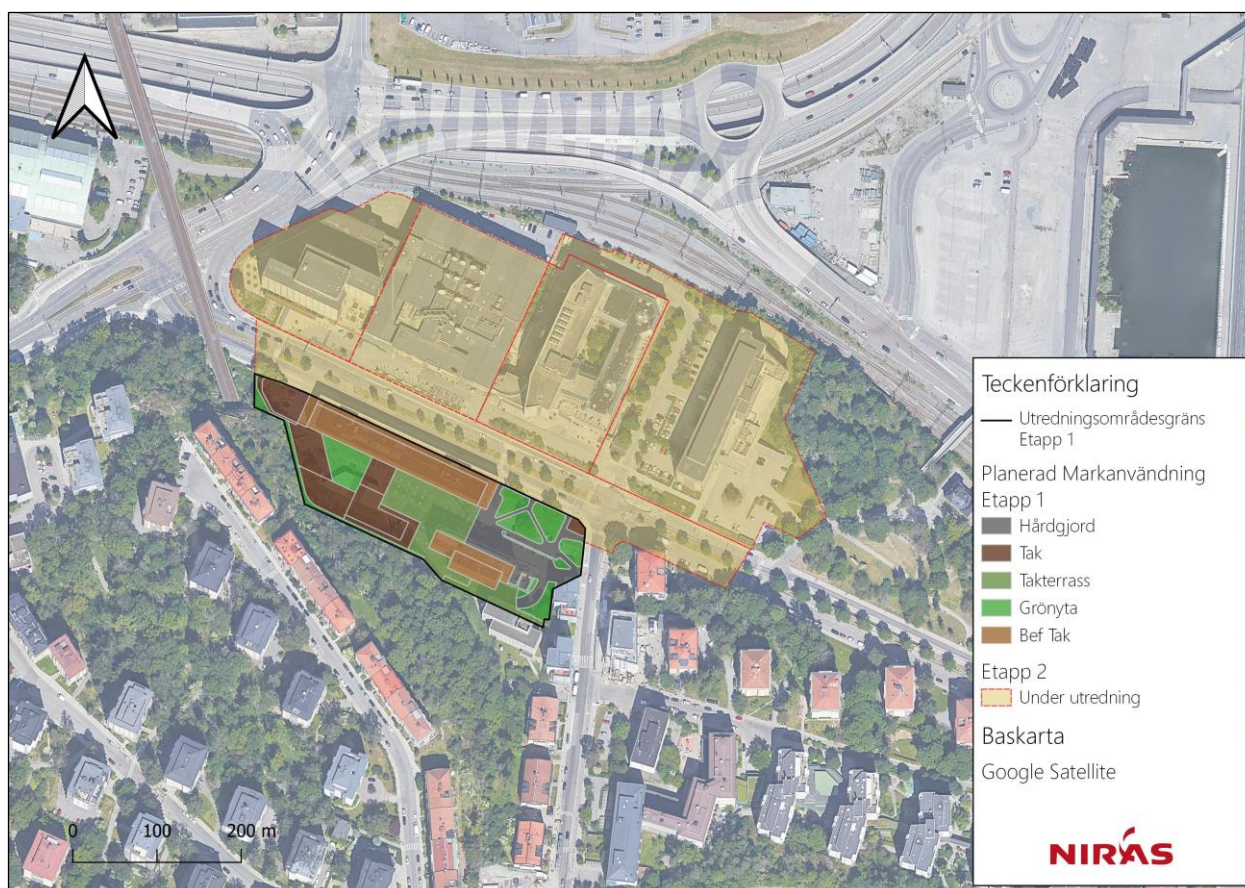 Teckenförklaring
Utredningsområdesgräns
Etapp 1
Planerad Markanvändning
Etapp 1
Hårdgjord
Tak
Takterrass
Grönyta
Bef Tak
Etapp 2
Under utredning
Baskarta
Google Satellite
NIRAS
0 100 200 m